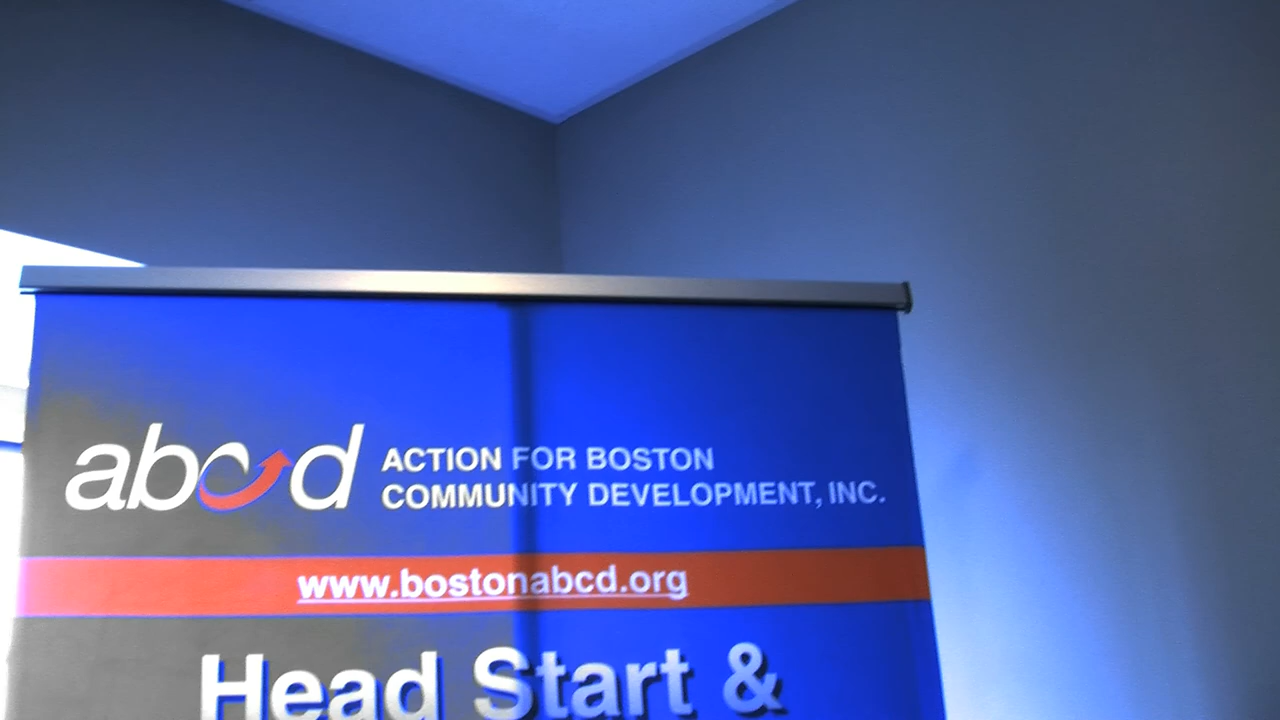 abcd ACTION FOR BOSTON
COMMUNITY DEVELOPMENT, INC.
www.bostonabcd.org
Head Start &